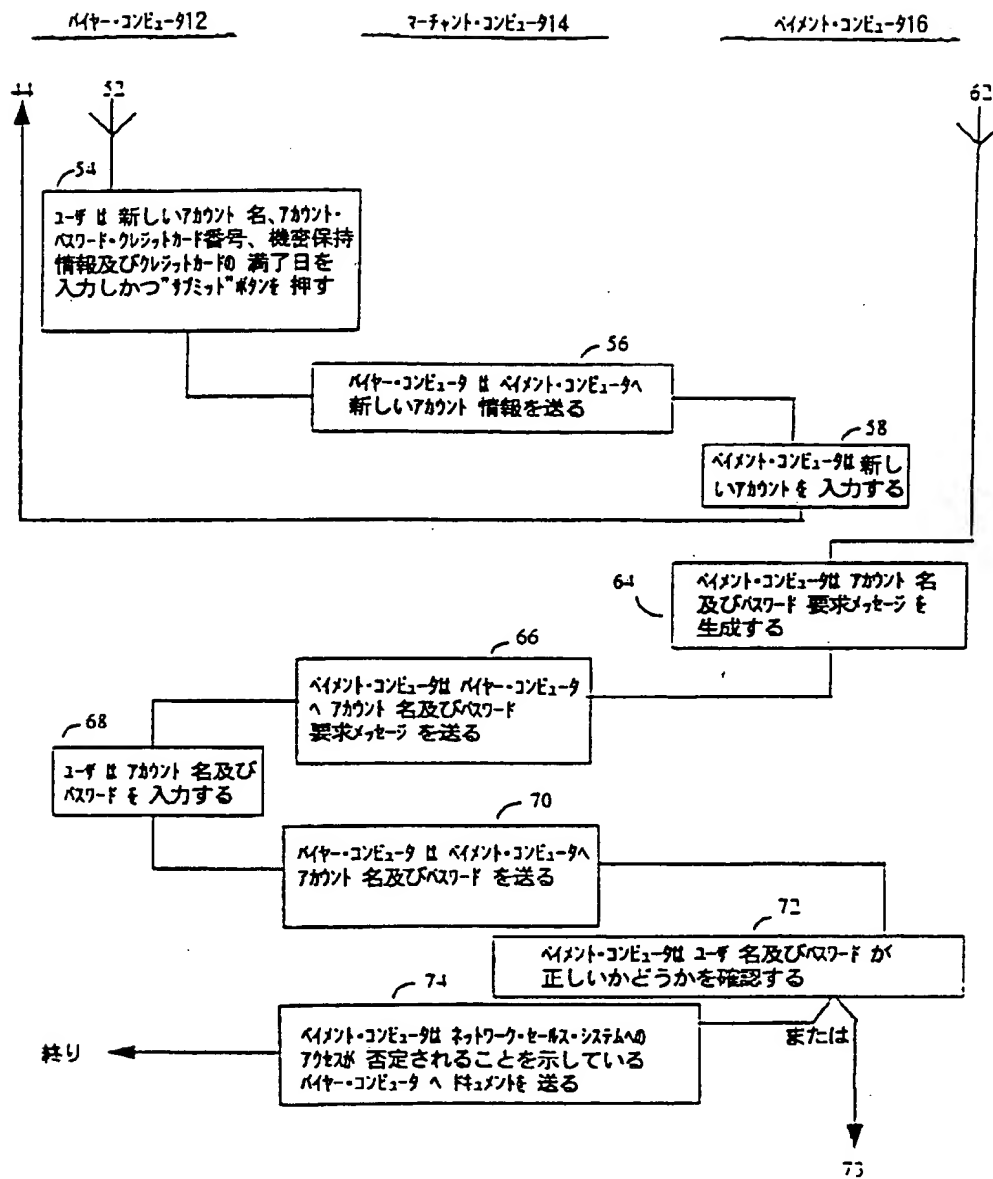 バイヤー・コンピュータ12
マーチャント・コンピュータ14
ペイメント・コンピュータ16
44
52
62
54
ユーザ は 新しいアカウント 名、アカウント・
パスワード・クレジットカード番号、機密保持
情報及びクレジットカードの 満了日を
入力しかつ"サブミット"ボタンを 押す
56
バイヤー・コンピュータ は ペイメント・コンピュータへ
新しいアカウント 情報を送る
58
ペイメント・コンピュータは 新し
いアカウント を 入力する
64
ペイメント・コンピュータは アカウント 名
及びパスワード 要求メッセージ を
生成する
66
ペイメント・コンピュータは バイヤー・コンピュータ
へ アカウント 名及びパスワード
要求メッセージ を送る
68
ユーザ は アカウント 名及び
パスワード を 入力する
70
バイヤー・コンピュータ は ペイメント・コンピュータへ
アカウント 名及びパスワード を送る
72
ペイメント・コンピュータは ユーザ 名及びパスワード が
正しいかどうかを確認する
74
ペイメント・コンピュータは ネットワーク・セールス・システムへの
アクセスが 否定されることを示している
バイヤー・コンピュータ へ ドキュメントを 送る
または
終り